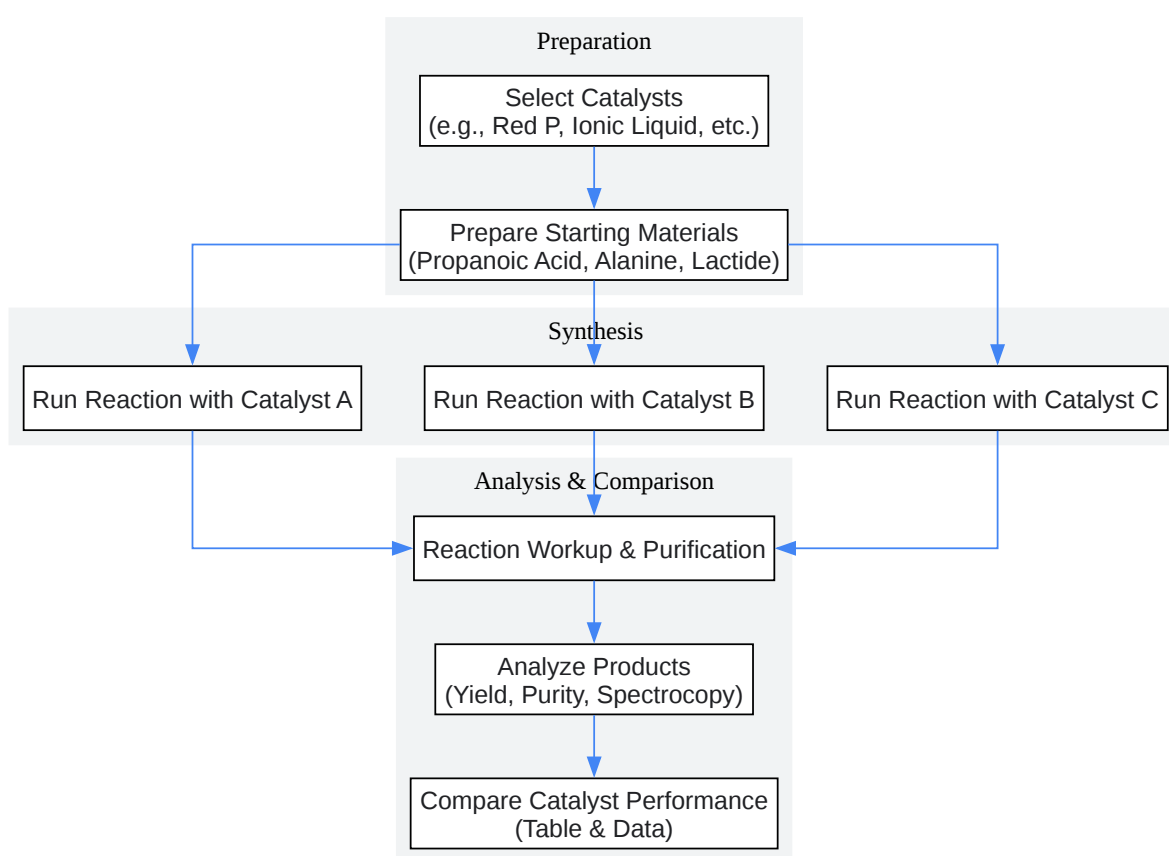 Preparation
Select Catalysts
(e.g., Red P, Ionic Liquid, etc.)
Prepare Starting Materials
(Propanoic Acid, Alanine, Lactide)
Synthesis
Run Reaction with Catalyst A
Run Reaction with Catalyst B
Run Reaction with Catalyst C
Analysis & Comparison
Reaction Workup & Purification
Analyze Products
(Yield, Purity, Spectrocopy)
Compare Catalyst Performance
(Table & Data)